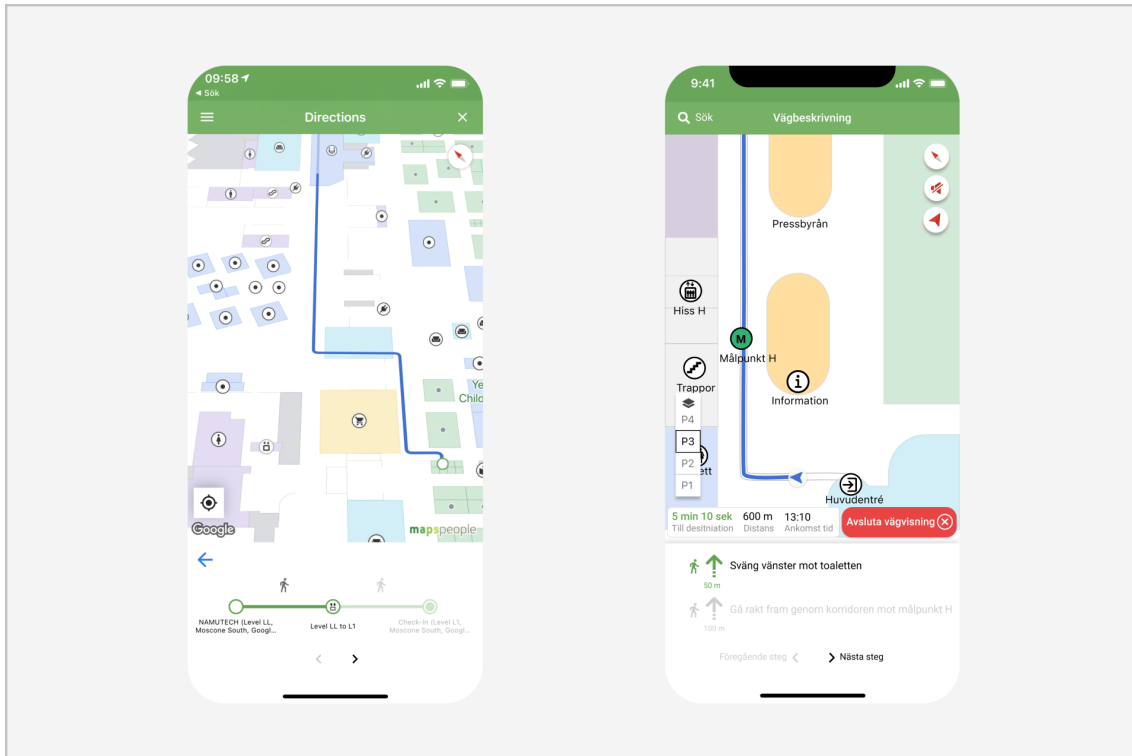 09:58
Sök
Directions
Ye
Chilo
Google
mapspeople
NAMUTECH (Level LL,
Moscone South, Googl...
Level LL to L1
Check-In (Level L1,
Moscone South, Googl...
9:41
Sök
Vägbeskrivning
Pressbyrån
Hiss H
M
Målpunkt H
Trappor
Information
P4
P3
P2
P1
ett
Huvudentré
5 min 10 sek
Till desitniation
600 m
Distans
13:10
Ankomst tid
Avsluta vägvisning
Sväng vänster mot toaletten
50 m
Gå rakt fram genom korridoren mot målpunkt H
100 m
Föregående steg
Nästa steg